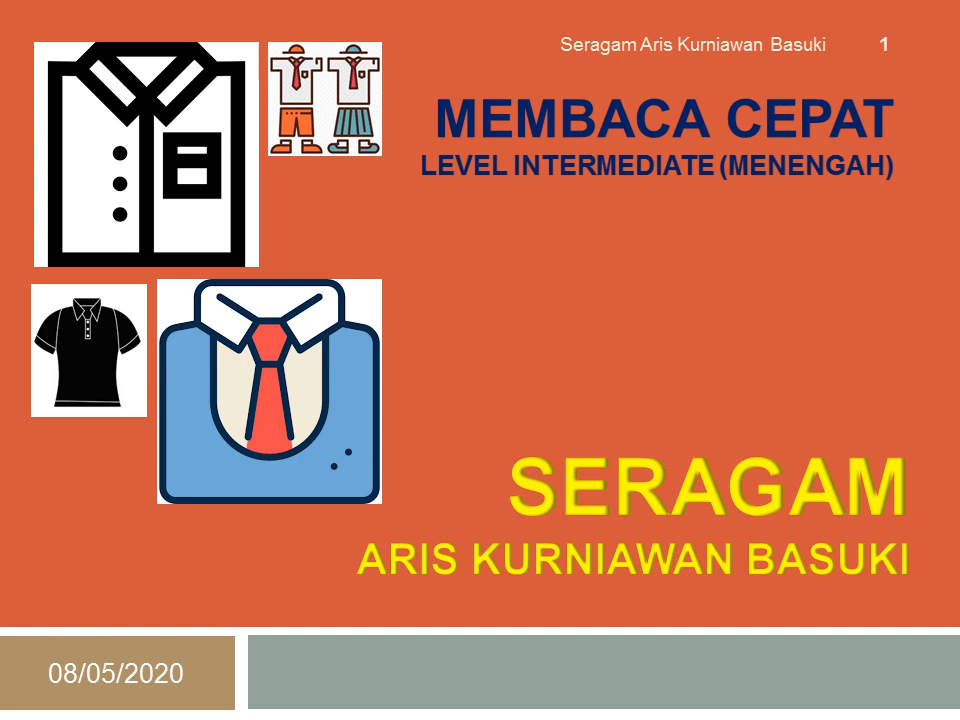 Seragam Aris Kurniawan Basuki 1
MEMBACA CEPAT
LEVEL INTERMEDIATE (MENENGAH)
SERAGAM
ARIS KURNIAWAN BASUKI
08/05/2020